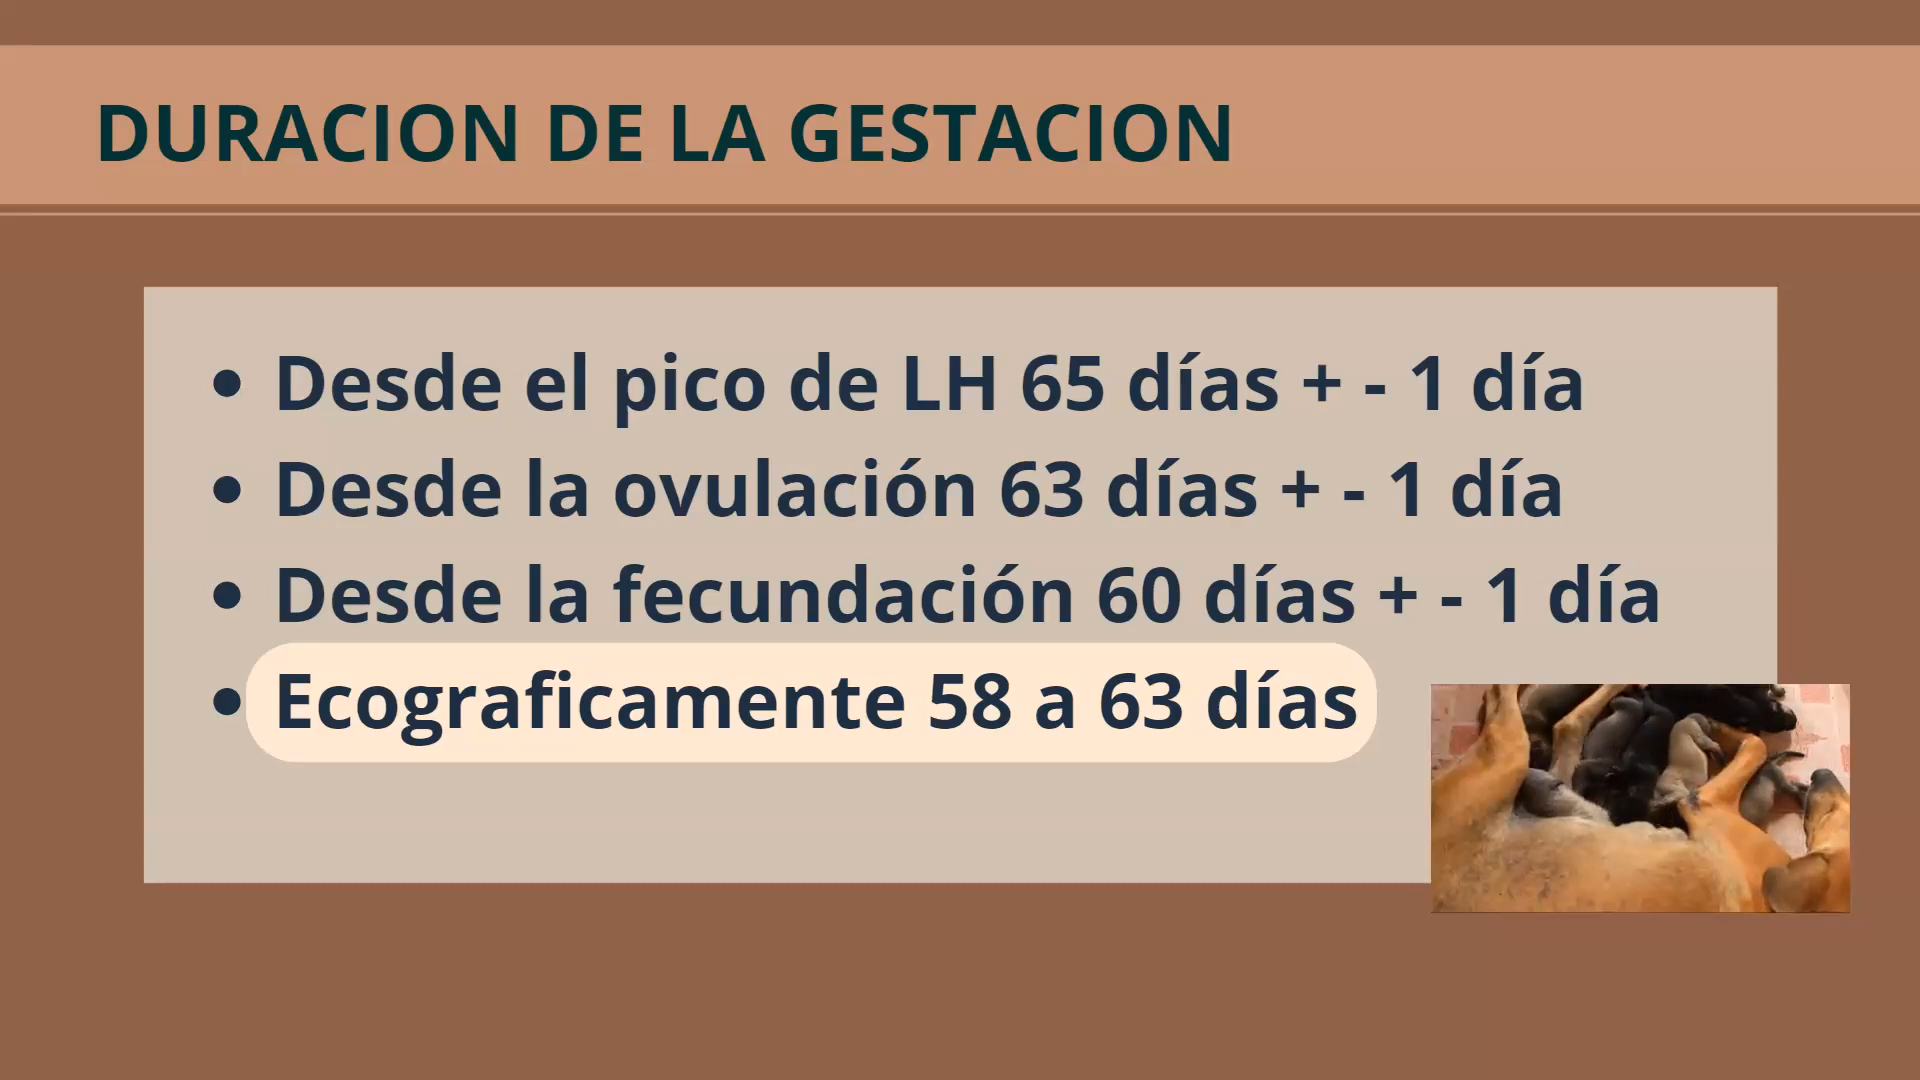 DURACION DE LA GESTACION
• Desde el pico de LH 65 días + - 1 día
• Desde la ovulación 63 días + - 1 día
• Desde la fecundación 60 días + - 1 día
• Ecograficamente 58 a 63 días